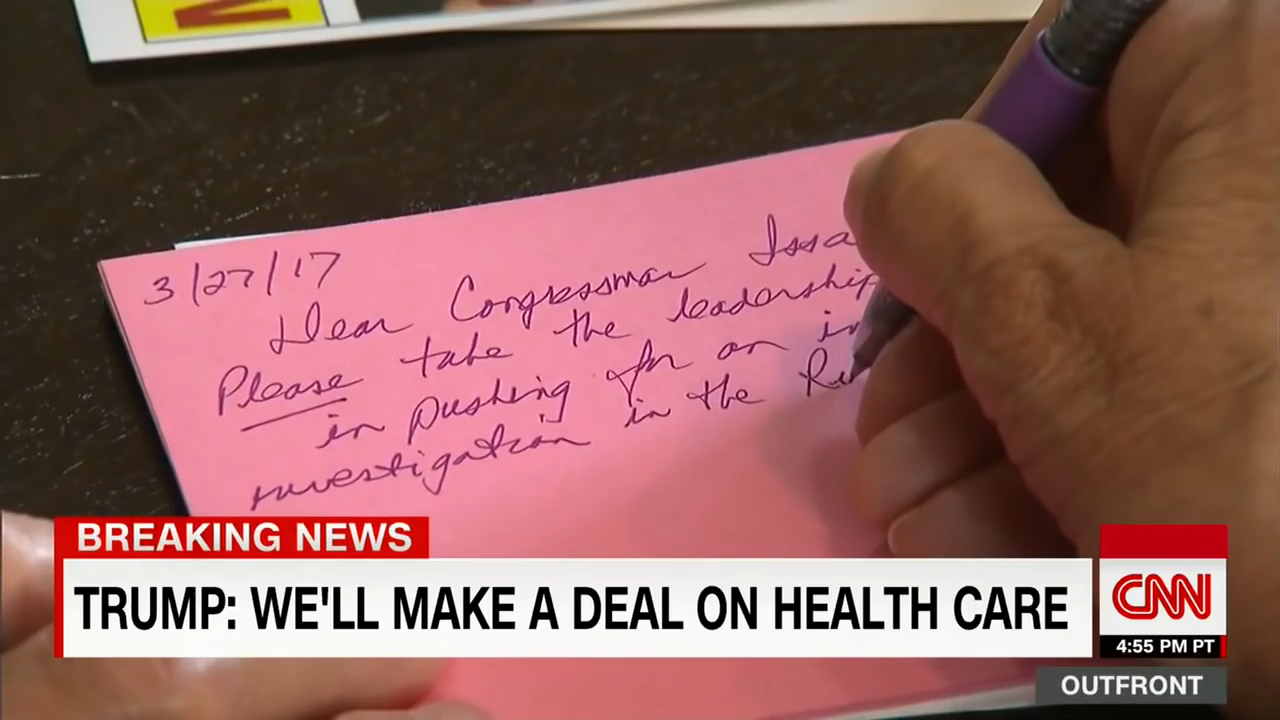 3/27/17
Dear Congressman Issa
Please take the leadership
in pushing for an in
investigation in the Ru
BREAKING NEWS
TRUMP: WE'LL MAKE A DEAL ON HEALTH CARE
CNN
4:55 PM PT
OUTFRONT